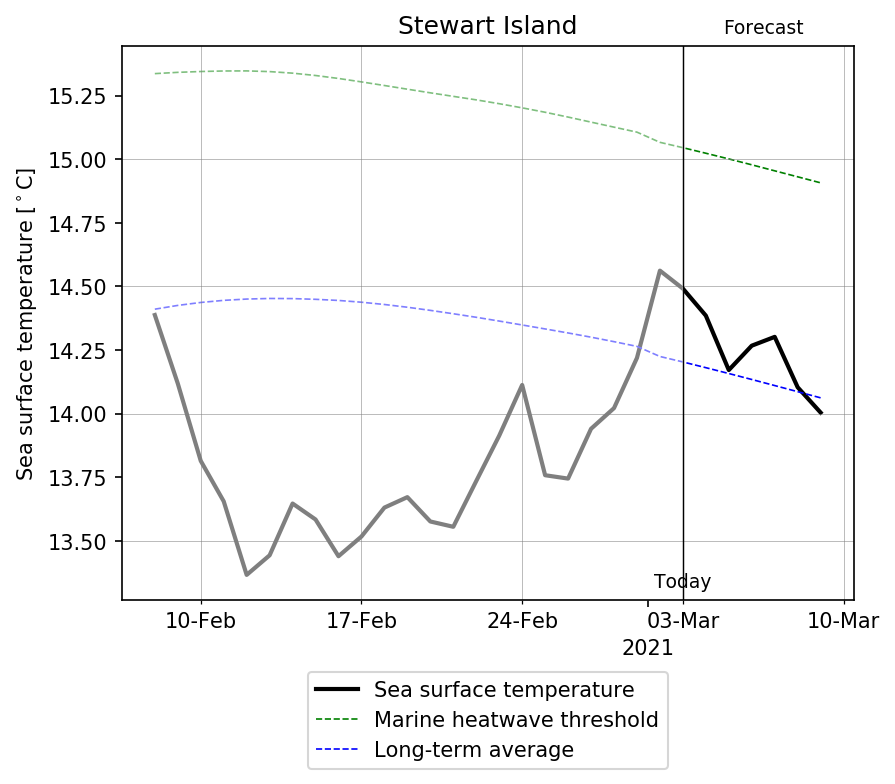 Stewart Island
Forecast
Sea surface temperature [°C]
15.25
15.00
14.75
14.50
14.25
14.00
13.75
13.50
Today
10-Feb 17-Feb 24-Feb 03-Mar 10-Mar
2021
Sea surface temperature
Marine heatwave threshold
Long-term average